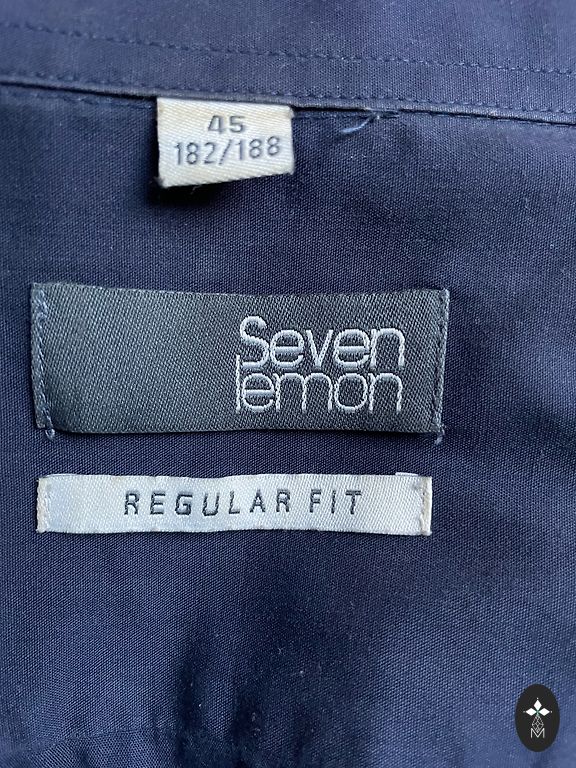 45
182/188
Seven
lemon
REGULAR FIT